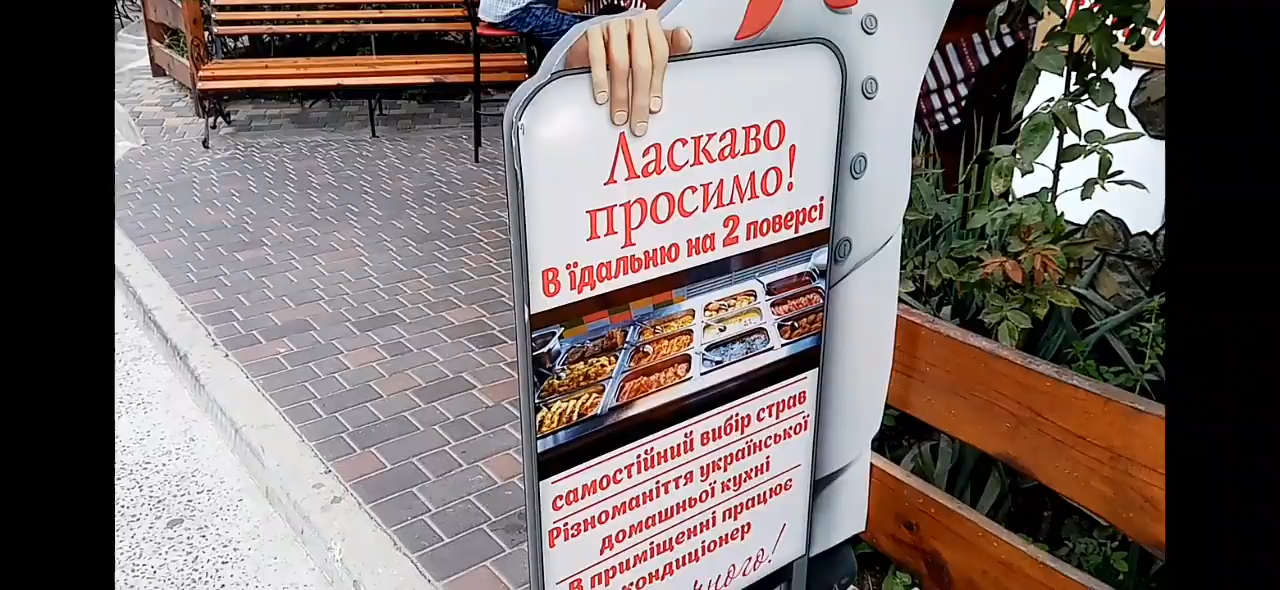 Ласкаво
просимо!
В їдальню на 2 поверсі
самостійний вибір страв
Різноманіття української
домашньої кухні
В приміщенні працює
кондиціонер